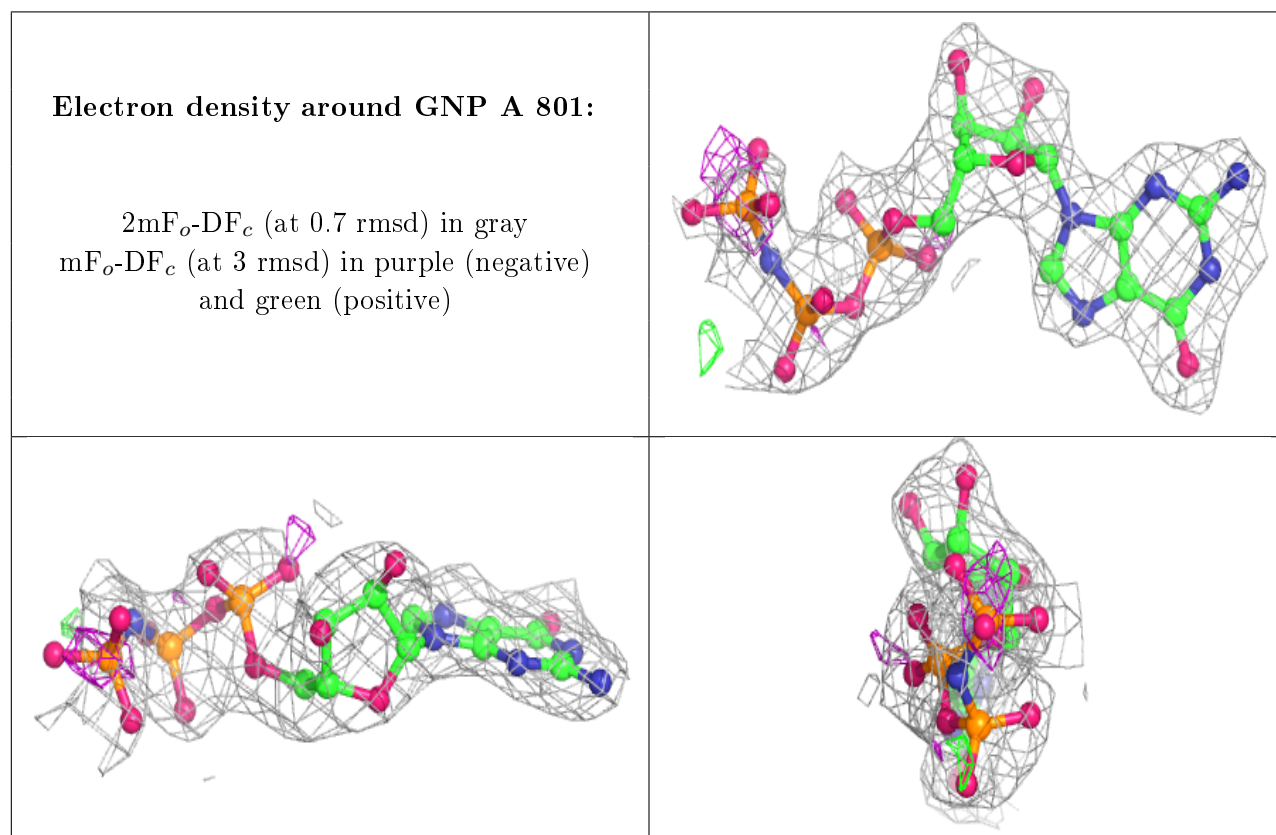 Electron density around GNP A 801:
2mFₒ-DF𝒸 (at 0.7 rmsd) in gray
mFₒ-DF𝒸 (at 3 rmsd) in purple (negative)
and green (positive)